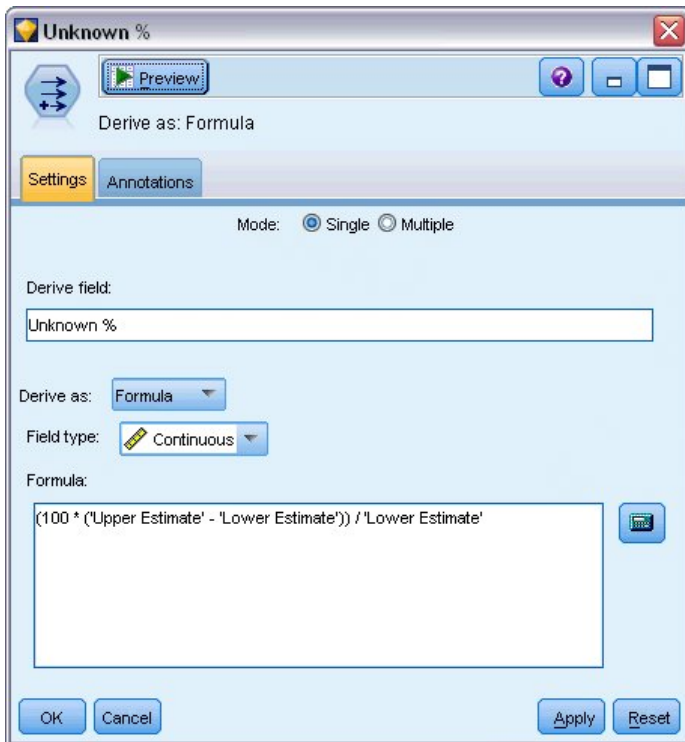 Unknown %
Preview
Derive as: Formula
Settings Annotations
Mode: Single Multiple
Derive field:
Unknown %
Derive as: Formula
Field type: Continuous
Formula:
(100 * ('Upper Estimate' - 'Lower Estimate')) / 'Lower Estimate'
OK Cancel Apply Reset